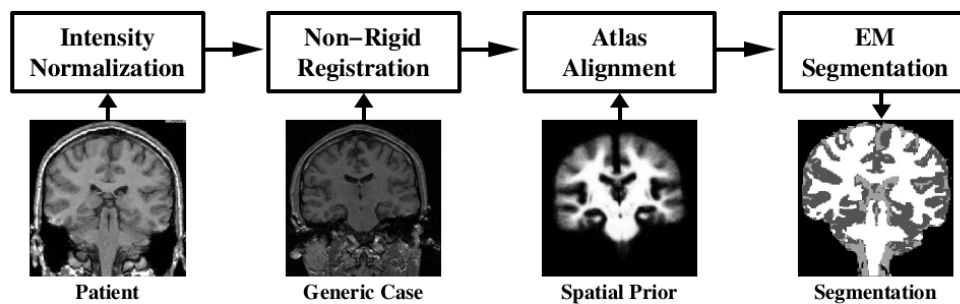 Intensity
Normalization
Non-Rigid
Registration
Atlas
Alignment
EM
Segmentation
Patient
Generic Case
Spatial Prior
Segmentation